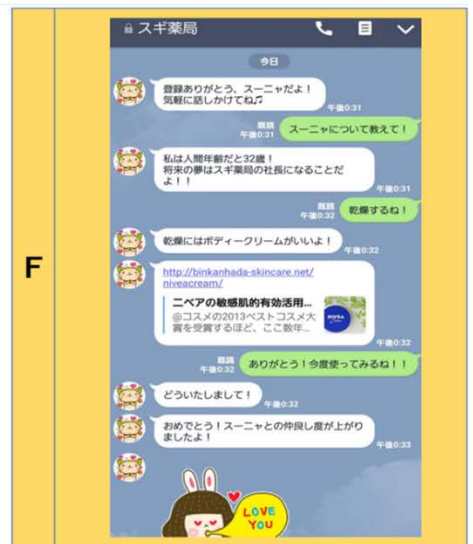 スギ薬局
今日
登録ありがとう、スーニャだよ！
気軽に話しかけてね♫
午後0:31
既読
午後0:31
スーニャについて教えて！
私は人間年齢だと32歳！
将来の夢はスギ薬局の社長になることだ
よ！！
午後0:31
既読
午後0:32
乾燥するね！
乾燥にはボディークリームがいいよ！
午後0:32
http://binkanhada-skincare.net/
niveacream/
ニベアの敏感肌的有効活用...
@コスメの2013ベストコスメ大
賞を受賞するほど、ここ数年...
NIVEA
午後0:32
既読
午後0:32
ありがとう！今度使ってみるね！！
どういたしまして！
午後0:32
おめでとう！スーニャとの仲良し度が上がり
ましたよ！
午後0:33
F
LOVE
YOU